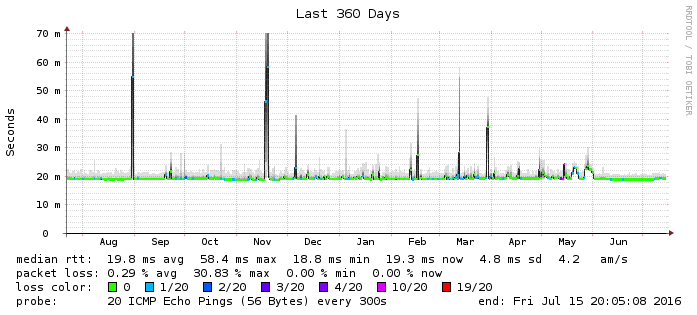 Last 360 Days
RRDTOOL / TOBI OETIKER
Seconds
70 m
60 m
50 m
40 m
30 m
20 m
10 m
0
Aug Sep Oct Nov Dec Jan Feb Mar Apr May Jun
median rtt: 19.8 ms avg 58.4 ms max 18.8 ms min 19.3 ms now 4.8 ms sd 4.2 am/s
packet loss: 0.29 % avg 30.83 % max 0.00 % min 0.00 % now
loss color: 0 1/20 2/20 3/20 4/20 10/20 19/20
probe: 20 ICMP Echo Pings (56 Bytes) every 300s end: Fri Jul 15 20:05:08 2016